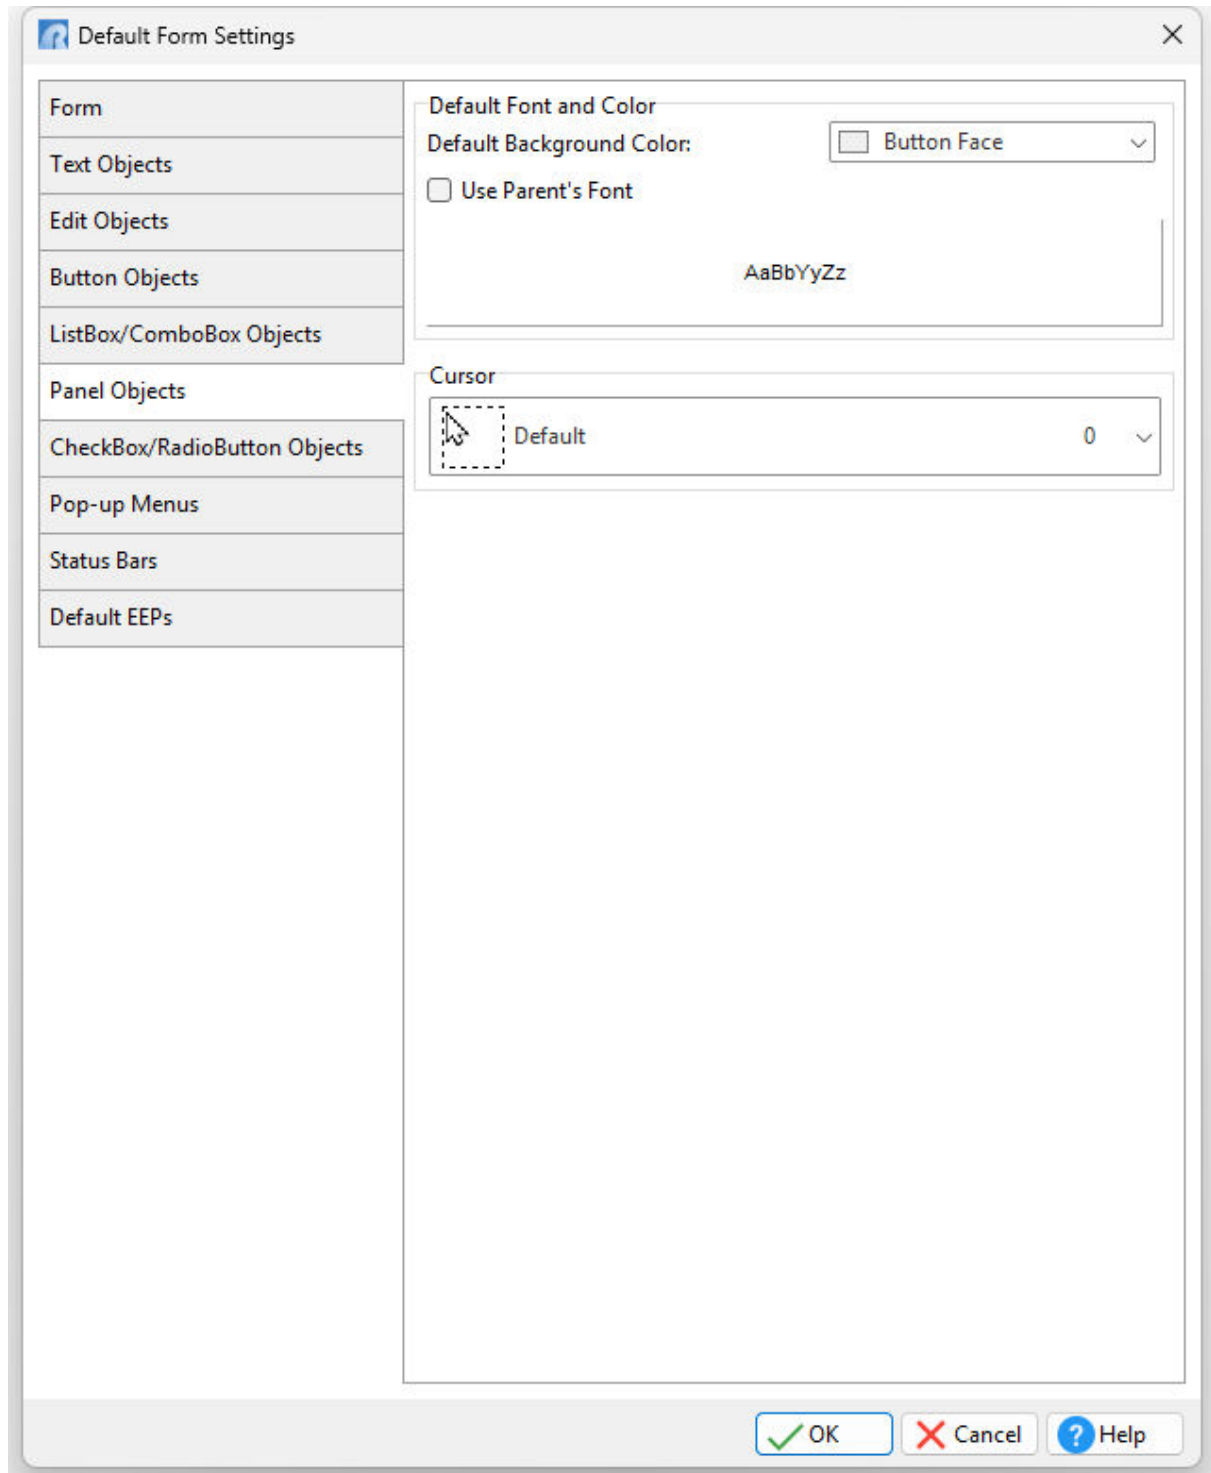 Default Form Settings
Form
Text Objects
Edit Objects
Button Objects
ListBox/ComboBox Objects
Panel Objects
CheckBox/RadioButton Objects
Pop-up Menus
Status Bars
Default EEPs
Default Font and Color
Default Background Color:
Button Face
Use Parent's Font
AaBbYyZz
Cursor
Default 0
OK
Cancel
? Help